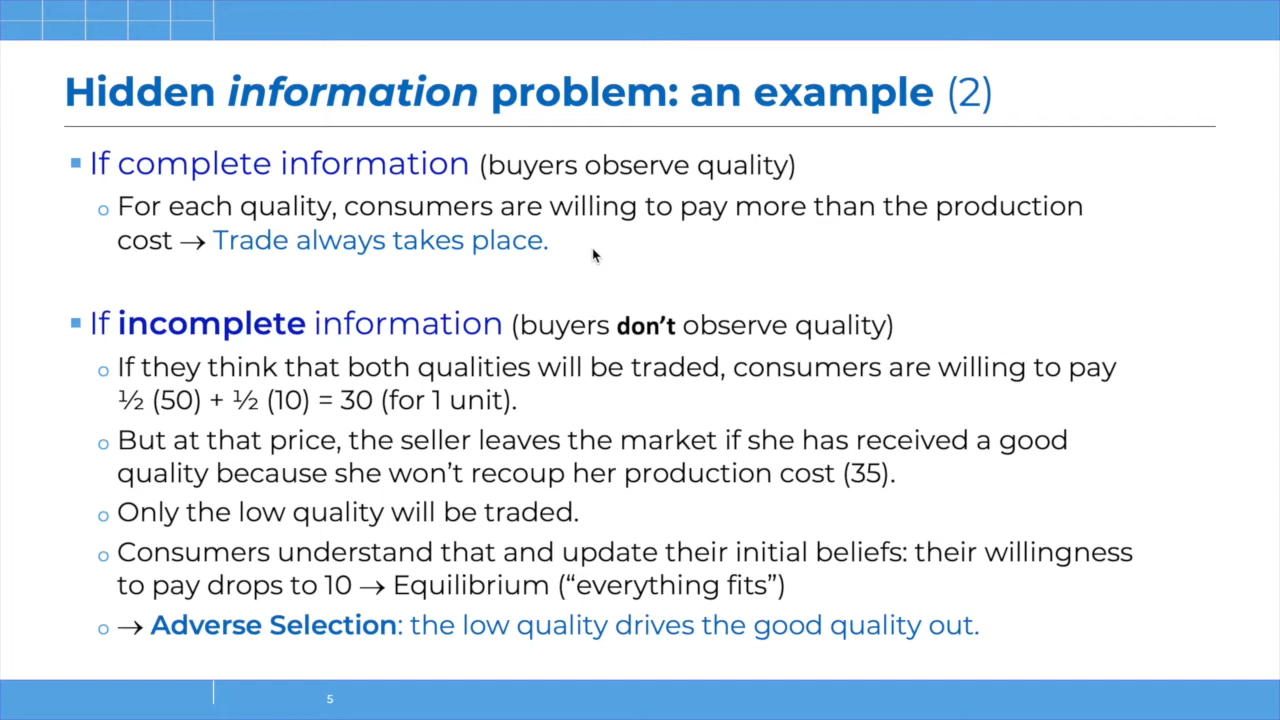 Hidden information problem: an example (2)
▪ If complete information (buyers observe quality)
o For each quality, consumers are willing to pay more than the production
cost → Trade always takes place.
▪ If incomplete information (buyers don’t observe quality)
o If they think that both qualities will be traded, consumers are willing to pay
½ (50) + ½ (10) = 30 (for 1 unit).
o But at that price, the seller leaves the market if she has received a good
quality because she won’t recoup her production cost (35).
o Only the low quality will be traded.
o Consumers understand that and update their initial beliefs: their willingness
to pay drops to 10 → Equilibrium (“everything fits”)
o → Adverse Selection: the low quality drives the good quality out.
5